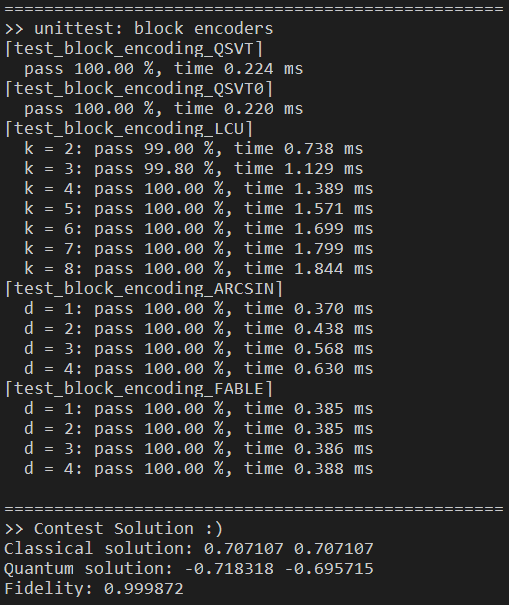 ==================================================
>> unittest: block encoders
⌈test_block_encoding_QSVT⌉
  pass 100.00 %, time 0.224 ms
⌈test_block_encoding_QSVT0⌉
  pass 100.00 %, time 0.220 ms
⌈test_block_encoding_LCU⌉
  k = 2: pass 99.00 %, time 0.738 ms
  k = 3: pass 99.80 %, time 1.129 ms
  k = 4: pass 100.00 %, time 1.389 ms
  k = 5: pass 100.00 %, time 1.571 ms
  k = 6: pass 100.00 %, time 1.699 ms
  k = 7: pass 100.00 %, time 1.799 ms
  k = 8: pass 100.00 %, time 1.844 ms
⌈test_block_encoding_ARCSIN⌉
  d = 1: pass 100.00 %, time 0.370 ms
  d = 2: pass 100.00 %, time 0.438 ms
  d = 3: pass 100.00 %, time 0.568 ms
  d = 4: pass 100.00 %, time 0.630 ms
⌈test_block_encoding_FABLE⌉
  d = 1: pass 100.00 %, time 0.385 ms
  d = 2: pass 100.00 %, time 0.385 ms
  d = 3: pass 100.00 %, time 0.386 ms
  d = 4: pass 100.00 %, time 0.388 ms

==================================================
>> Contest Solution :)
Classical solution: 0.707107 0.707107
Quantum solution: -0.718318 -0.695715
Fidelity: 0.999872